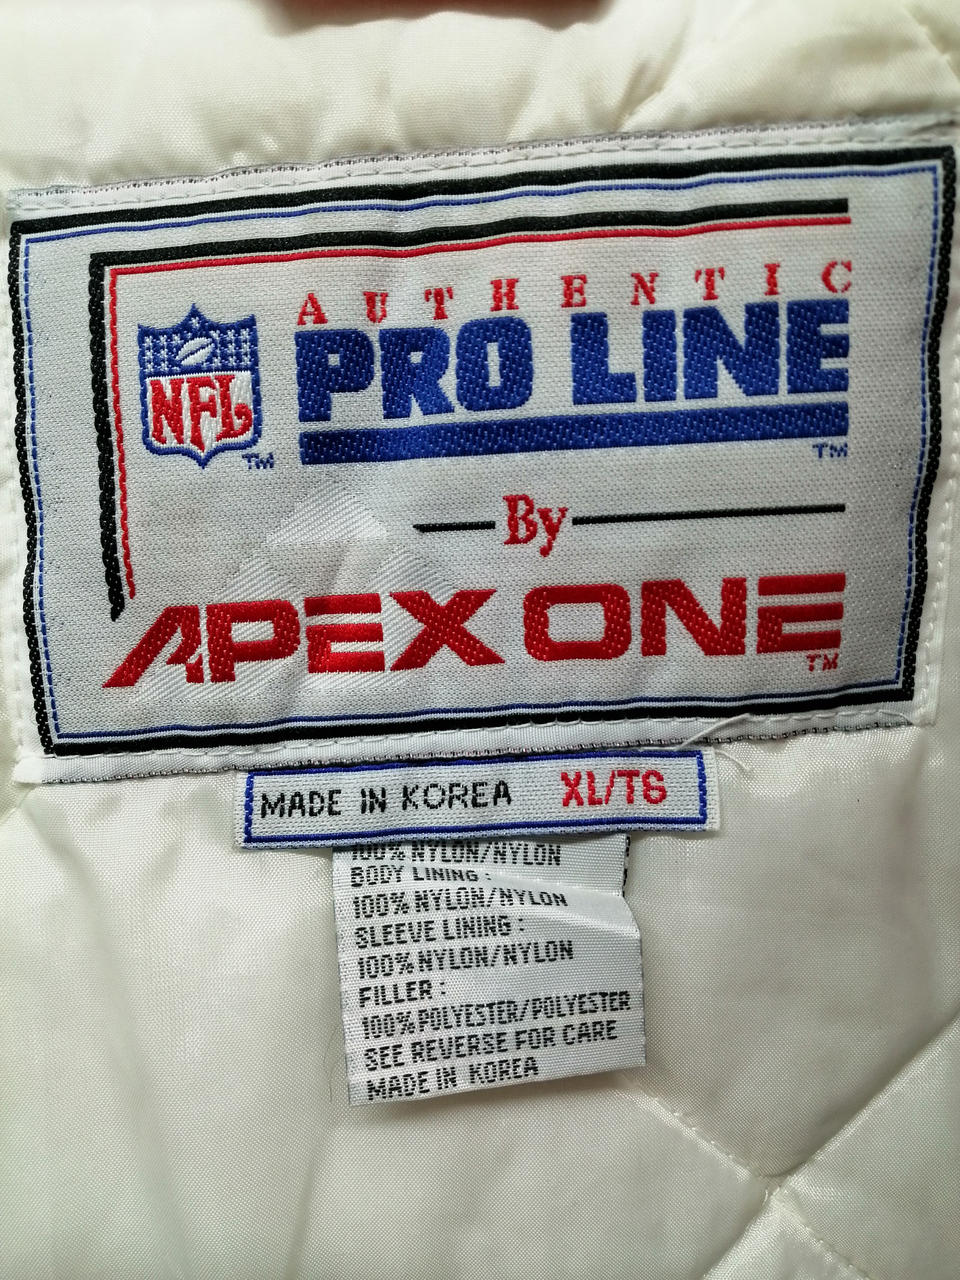 AUTHENTIC
PRO LINE
NFL
TM
TM
By
APEX ONE
TM
MADE IN KOREA XL/TG
100% NYLON/NYLON
BODY LINING :
100% NYLON/NYLON
SLEEVE LINING :
100% NYLON/NYLON
FILLER :
100% POLYESTER/POLYESTER
SEE REVERSE FOR CARE
MADE IN KOREA